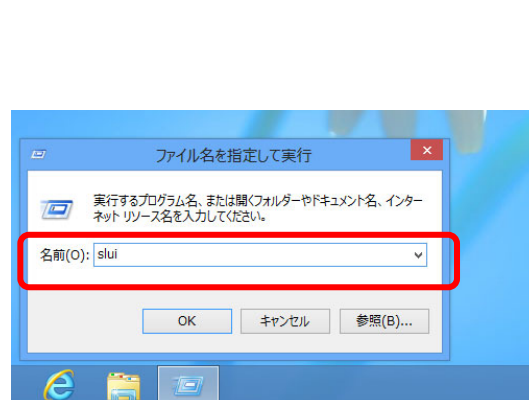 ファイル名を指定して実行
実行するプログラム名、または開くフォルダーやドキュメント名、インター
ネット リソース名を入力してください。
名前(O): slui
OK キャンセル 参照(B)...